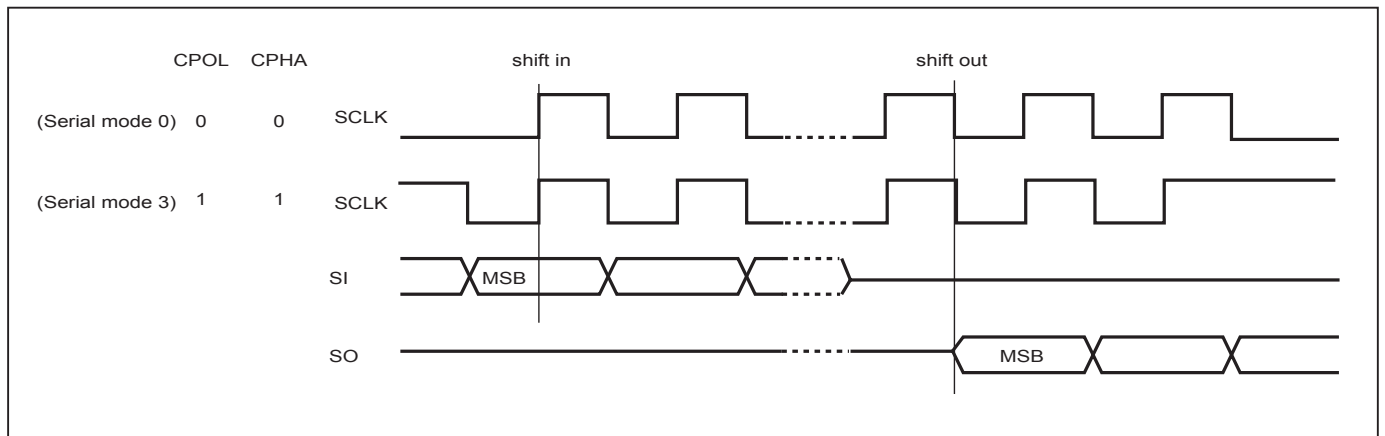 CPOL CPHA shift in shift out
(Serial mode 0) 0 0 SCLK
(Serial mode 3) 1 1 SCLK
SI MSB
SO MSB